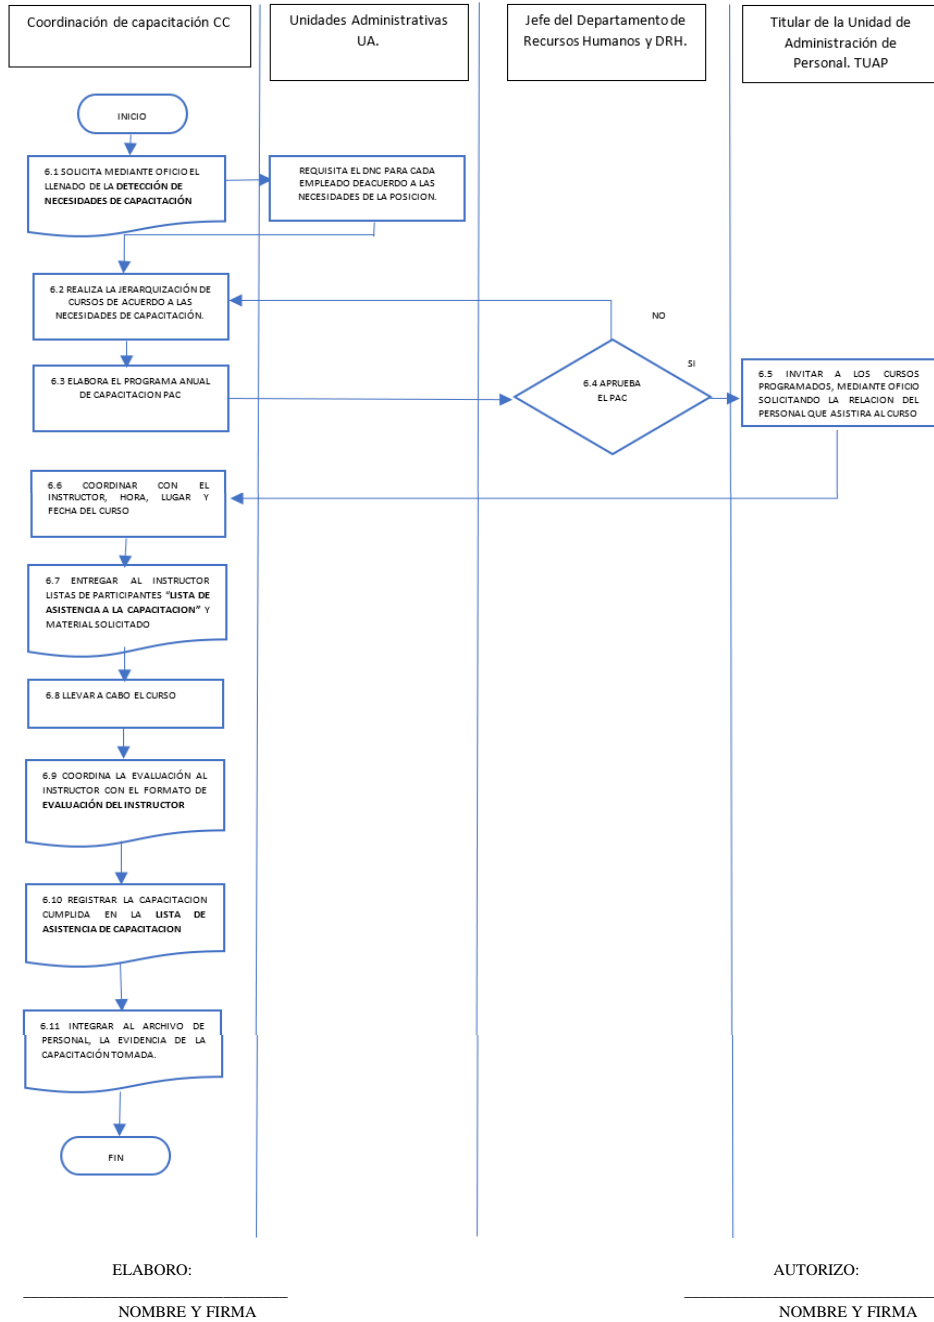 Coordinación de capacitación CC
Unidades Administrativas
UA.
Jefe del Departamento de
Recursos Humanos y DRH.
Titular de la Unidad de
Administración de
Personal. TUAP
INICIO
6.1 SOLICITA MEDIANTE OFICIO EL
LLENADO DE LA DETECCIÓN DE
NECESIDADES DE CAPACITACIÓN
REQUISITA EL DNC PARA CADA
EMPLEADO DEACUERDO A LAS
NECESIDADES DE LA POSICION.
6.2 REALIZA LA JERARQUIZACIÓN DE
CURSOS DE ACUERDO A LAS
NECESIDADES DE CAPACITACIÓN.
NO
SI
6.3 ELABORA EL PROGRAMA ANUAL
DE CAPACITACION PAC
6.4 APRUEBA
EL PAC
6.5 INVITAR A LOS CURSOS
PROGRAMADOS, MEDIANTE OFICIO
SOLICITANDO LA RELACION DEL
PERSONAL QUE ASISTIRA AL CURSO
6.6 COORDINAR CON EL
INSTRUCTOR, HORA, LUGAR Y
FECHA DEL CURSO
6.7 ENTREGAR AL INSTRUCTOR
LISTAS DE PARTICIPANTES “LISTA DE
ASISTENCIA A LA CAPACITACION” Y
MATERIAL SOLICITADO
6.8 LLEVAR A CABO EL CURSO
6.9 COORDINA LA EVALUACIÓN AL
INSTRUCTOR CON EL FORMATO DE
EVALUACIÓN DEL INSTRUCTOR
6.10 REGISTRAR LA CAPACITACION
CUMPLIDA EN LA LISTA DE
ASISTENCIA DE CAPACITACION
6.11 INTEGRAR AL ARCHIVO DE
PERSONAL, LA EVIDENCIA DE LA
CAPACITACIÓN TOMADA.
FIN
ELABORO:
AUTORIZO:
NOMBRE Y FIRMA
NOMBRE Y FIRMA